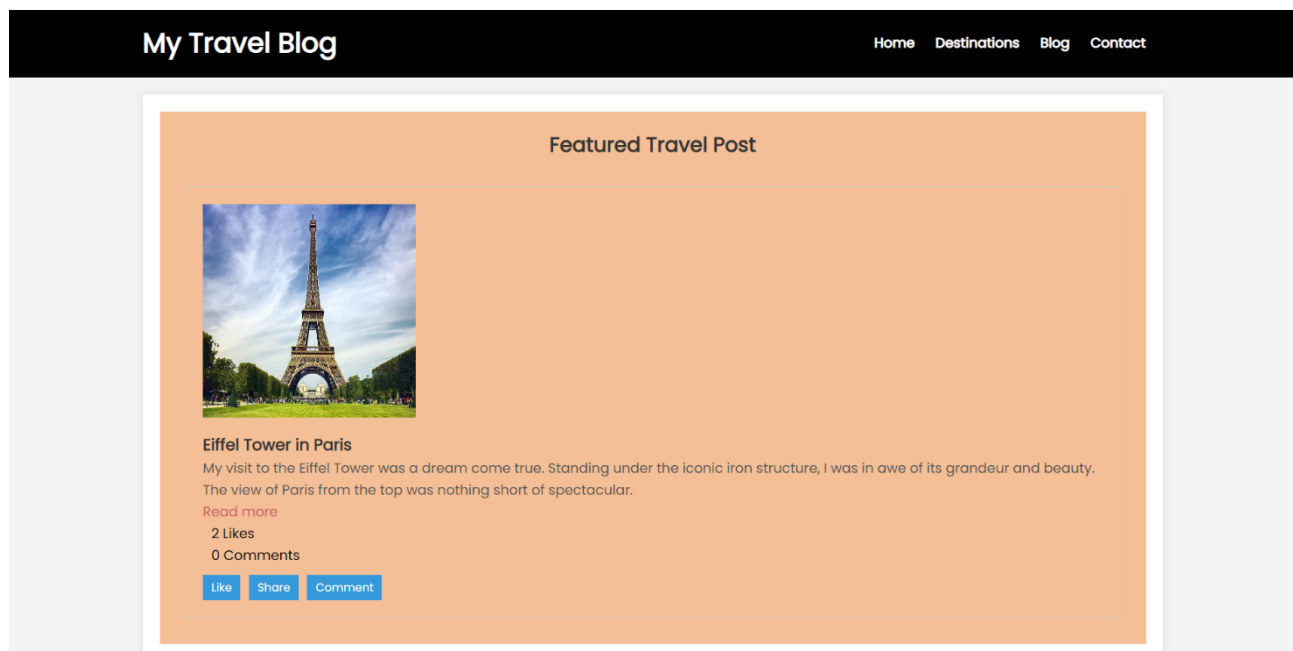 My Travel Blog
Home Destinations Blog Contact
Featured Travel Post
Eiffel Tower in Paris
My visit to the Eiffel Tower was a dream come true. Standing under the iconic iron structure, I was in awe of its grandeur and beauty.
The view of Paris from the top was nothing short of spectacular.
Read more
2 Likes
0 Comments
Like Share Comment